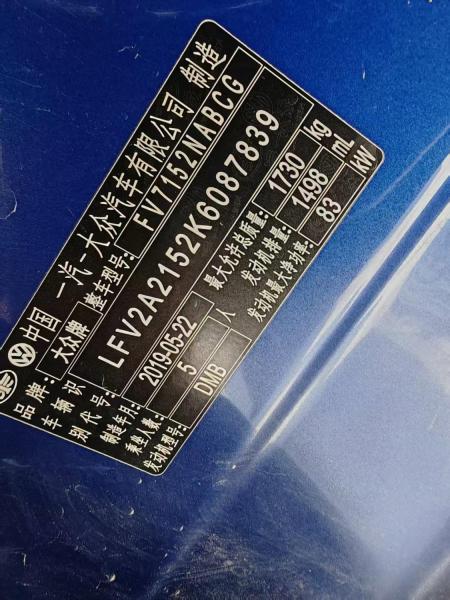 中国 一汽-大众汽车有限公司 制造
品牌: 大众牌 整车型号: FV7152NABCG
车辆识别代号: LFV2A2152K6087839
制造年月: 2019-05-22 最大允许总质量: 1730 kg
乘坐人数: 5 人 发动机排量: 1498 ml
发动机型号: DMB 发动机最大净功率: 83 kW